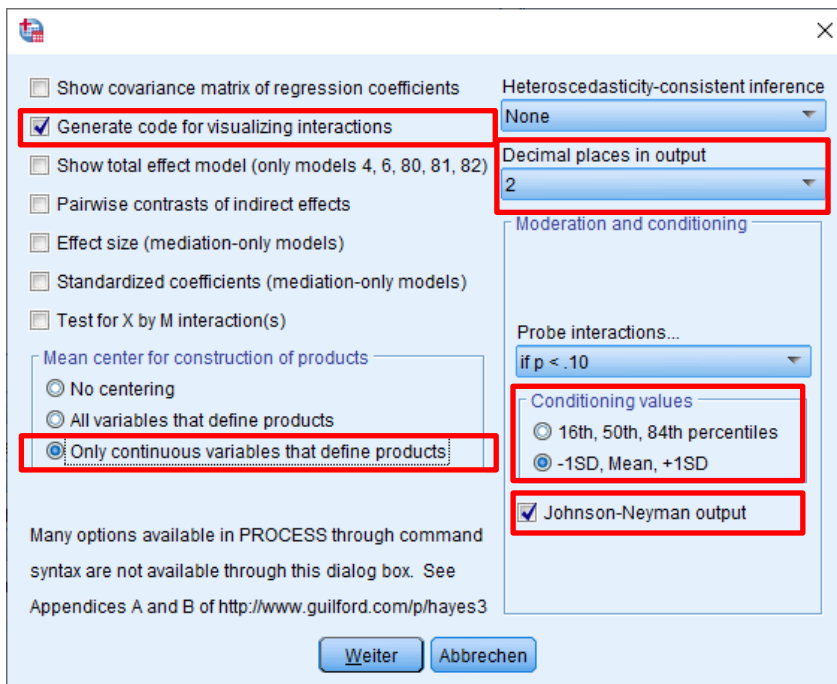 Show covariance matrix of regression coefficients
Generate code for visualizing interactions
Show total effect model (only models 4, 6, 80, 81, 82)
Pairwise contrasts of indirect effects
Effect size (mediation-only models)
Standardized coefficients (mediation-only models)
Test for X by M interaction(s)
Mean center for construction of products
No centering
All variables that define products
Only continuous variables that define products
Many options available in PROCESS through command
syntax are not available through this dialog box. See
Appendices A and B of http://www.guilford.com/p/hayes3
Heteroscedasticity-consistent inference
None
Decimal places in output
2
Moderation and conditioning
Probe interactions...
if p < .10
Conditioning values
16th, 50th, 84th percentiles
-1SD, Mean, +1SD
Johnson-Neyman output
Weiter
Abbrechen